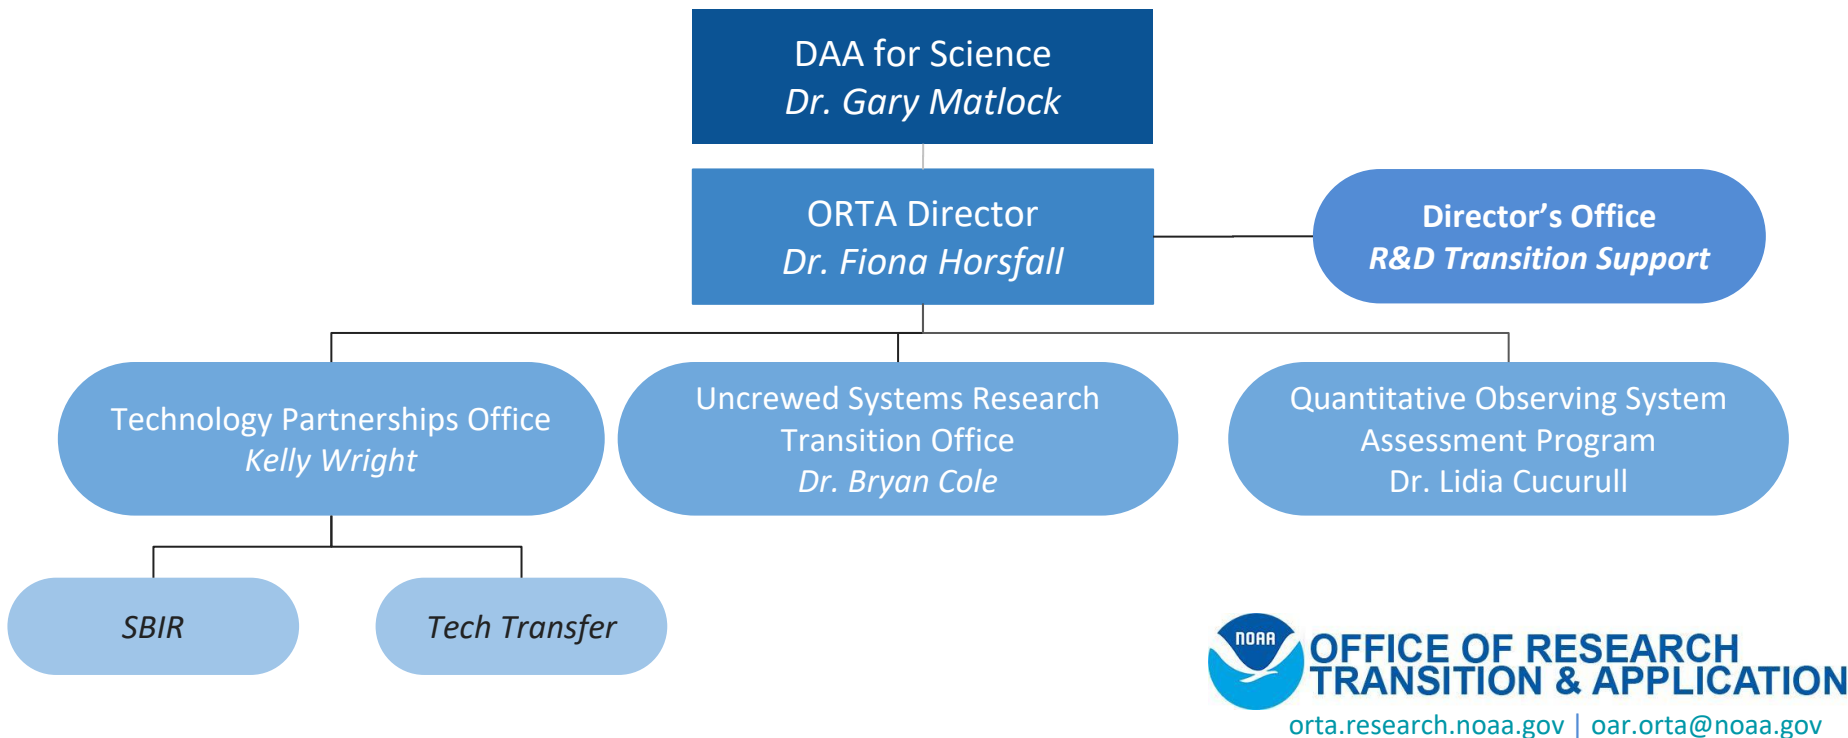 DAA for Science
Dr. Gary Matlock
ORTA Director
Dr. Fiona Horsfall
Director’s Office
R&D Transition Support
Technology Partnerships Office
Kelly Wright
Uncrewed Systems Research
Transition Office
Dr. Bryan Cole
Quantitative Observing System
Assessment Program
Dr. Lidia Cucurull
SBIR
Tech Transfer
NOAA
OFFICE OF RESEARCH
TRANSITION & APPLICATION
orta.research.noaa.gov | oar.orta@noaa.gov